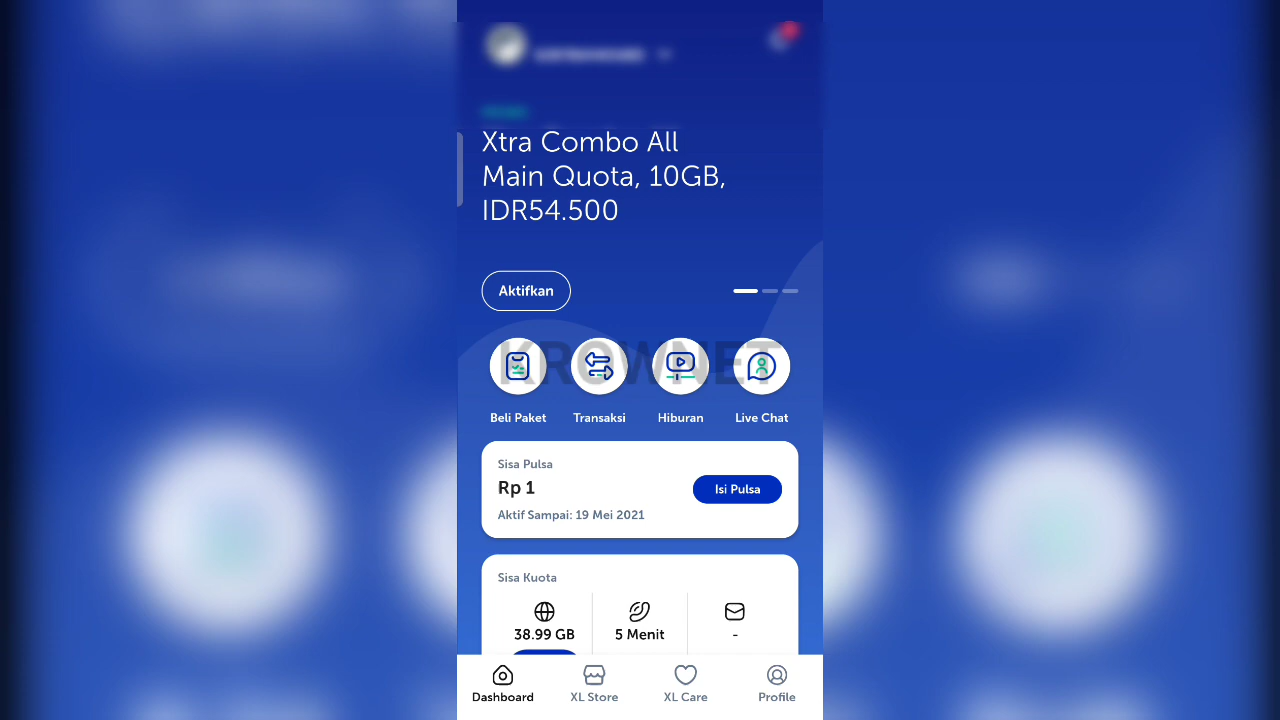 Xtra Combo All
Main Quota, 10GB,
IDR54.500
Aktifkan
KROWNET
Beli Paket
Transaksi
Hiburan
Live Chat
Sisa Pulsa
Rp 1
Isi Pulsa
Aktif Sampai: 19 Mei 2021
Sisa Kuota
38.99 GB
5 Menit
-
Dashboard
XL Store
XL Care
Profile